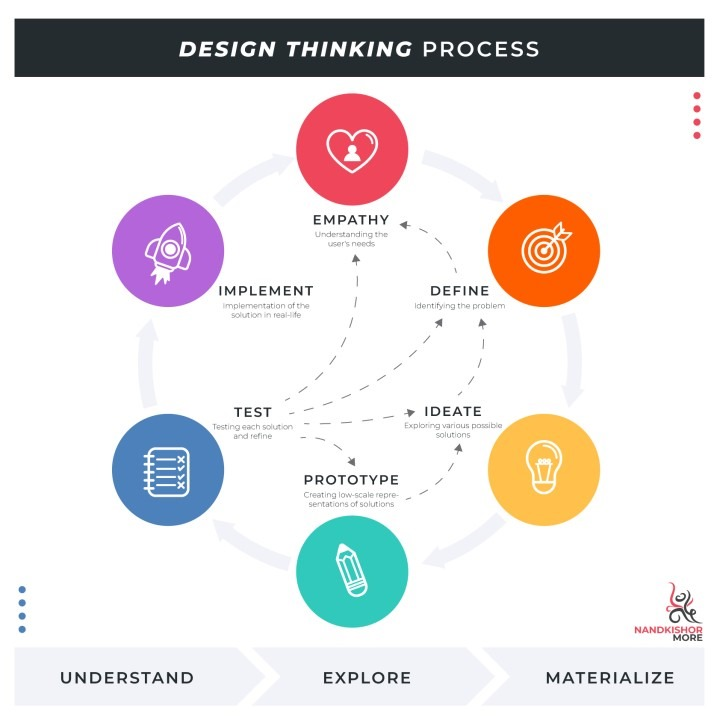 DESIGN THINKING PROCESS
EMPATHY
Understanding the
user's needs
DEFINE
Identifying the problem
IMPLEMENT
Implementation of the
solution in real-life
TEST
Testing each solution
and refine
IDEATE
Exploring various possible
solutions
PROTOTYPE
Creating low-scale repre-
sentations of solutions
NANDKISHOR
MORE
UNDERSTAND
EXPLORE
MATERIALIZE